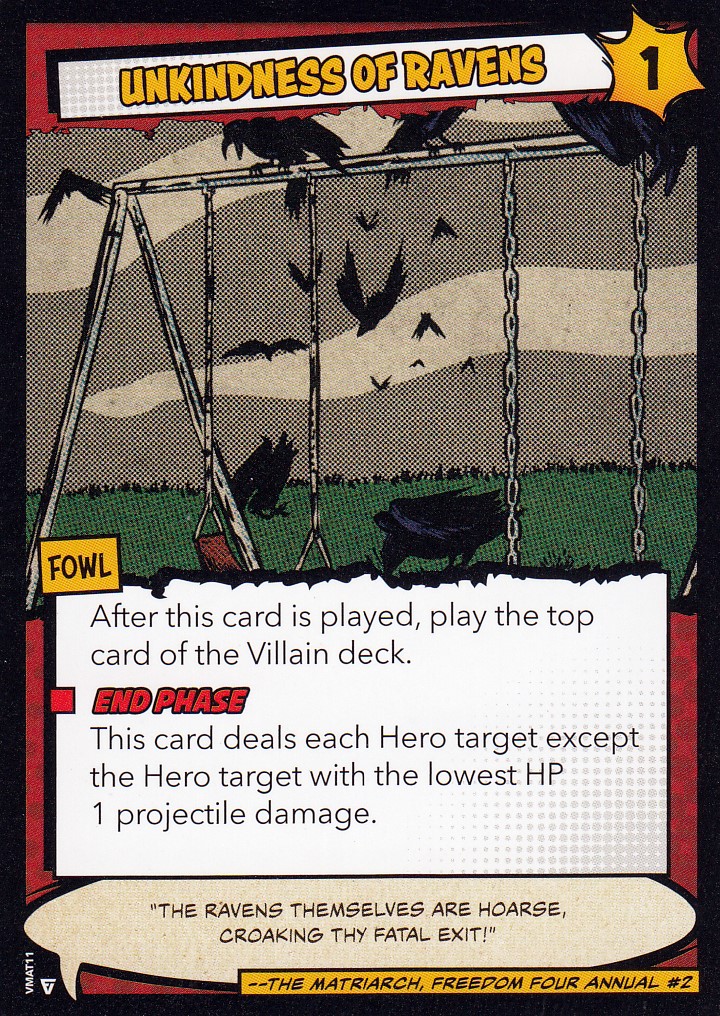 UNKINDNESS OF RAVENS
1
FOWL
After this card is played, play the top
card of the Villain deck.
END PHASE
This card deals each Hero target except
the Hero target with the lowest HP
1 projectile damage.
"THE RAVENS THEMSELVES ARE HOARSE,
CROAKING THY FATAL EXIT!"
--THE MATRIARCH, FREEDOM FOUR ANNUAL #2
VMAT11